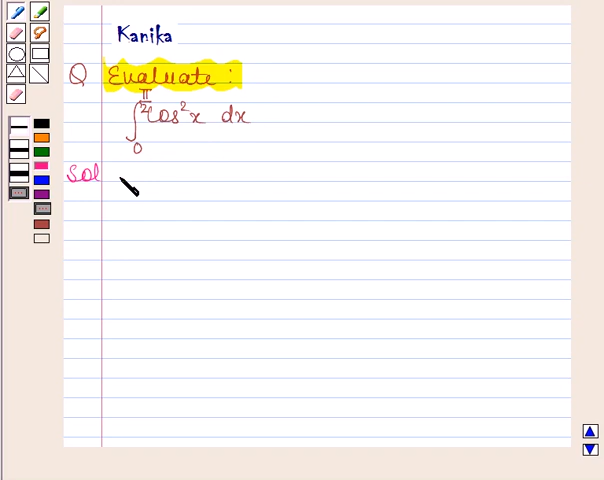 Kanika
Q Evaluate :
∫₀^(π/2) cos²x dx
Sol